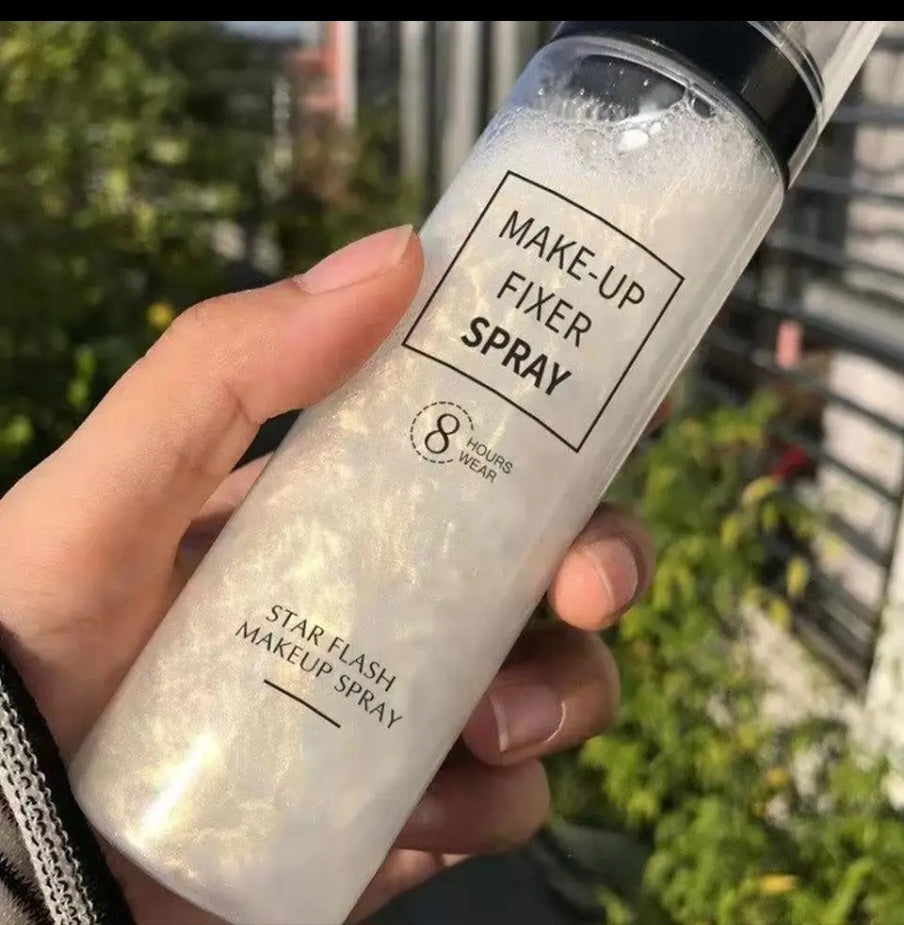 MAKE-UP
FIXER
SPRAY
8 HOURS
WEAR
STAR FLASH
MAKEUP SPRAY